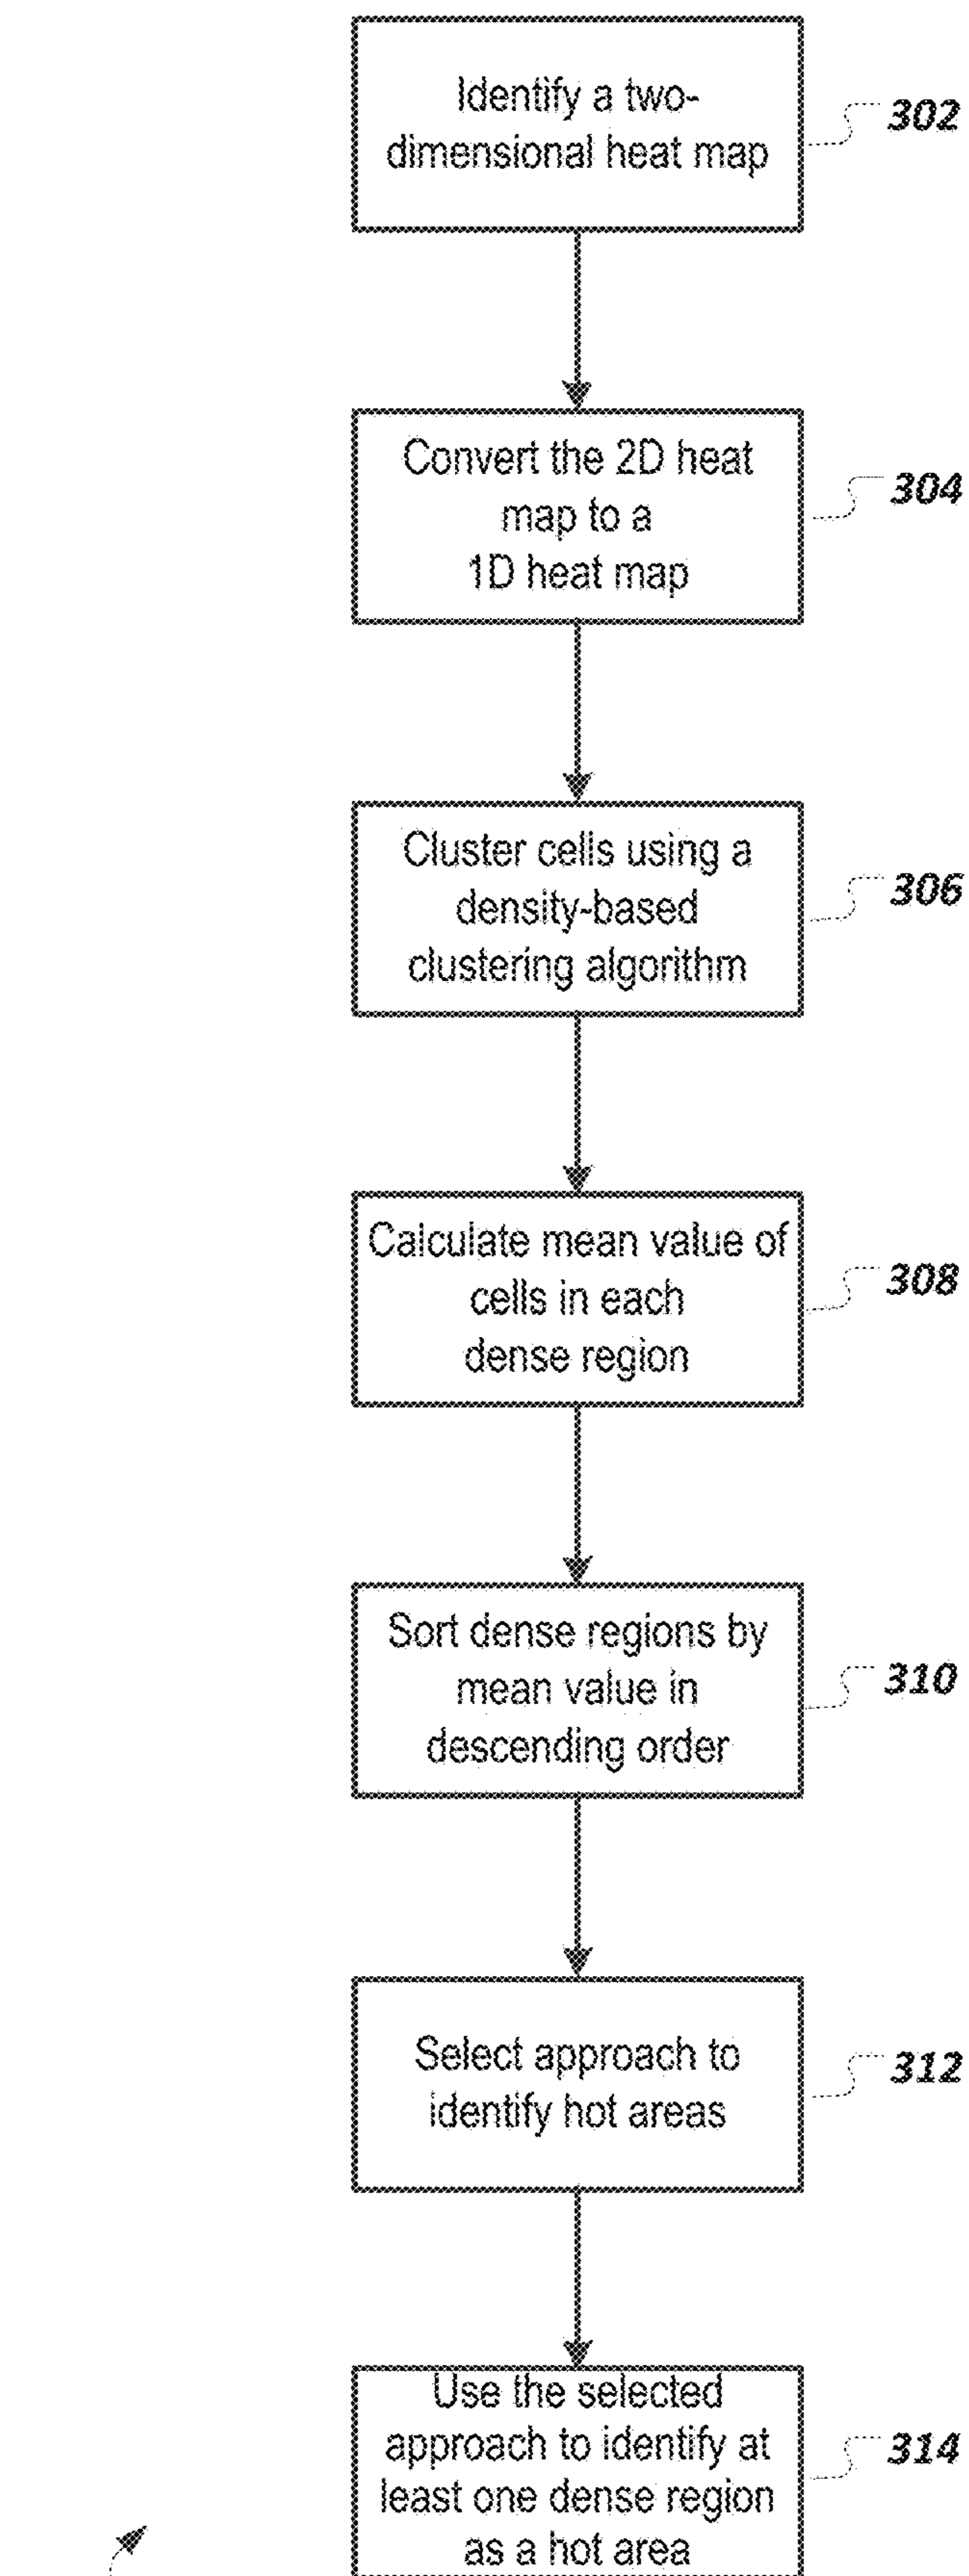 Identify a two-
dimensional heat map
302
Convert the 2D heat
map to a
1D heat map
304
Cluster cells using a
density-based
clustering algorithm
306
Calculate mean value of
cells in each
dense region
308
Sort dense regions by
mean value in
descending order
310
Select approach to
identify hot areas
312
Use the selected
approach to identify at
least one dense region
as a hot area
314